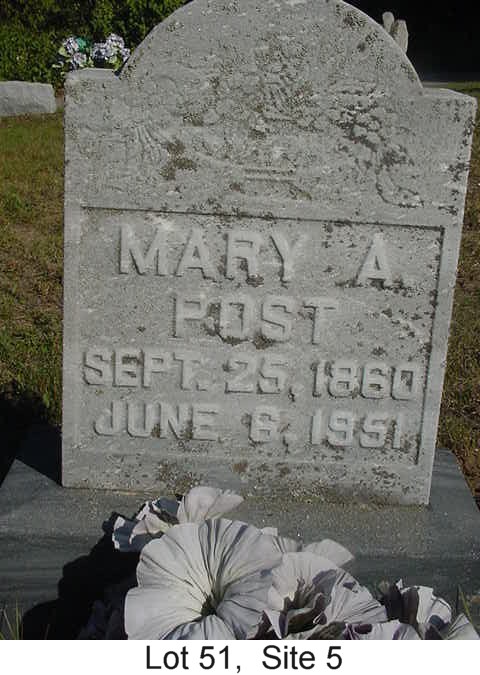 MARY A
POST
SEPT. 25, 1860
JUNE 6, 1951
Lot 51, Site 5